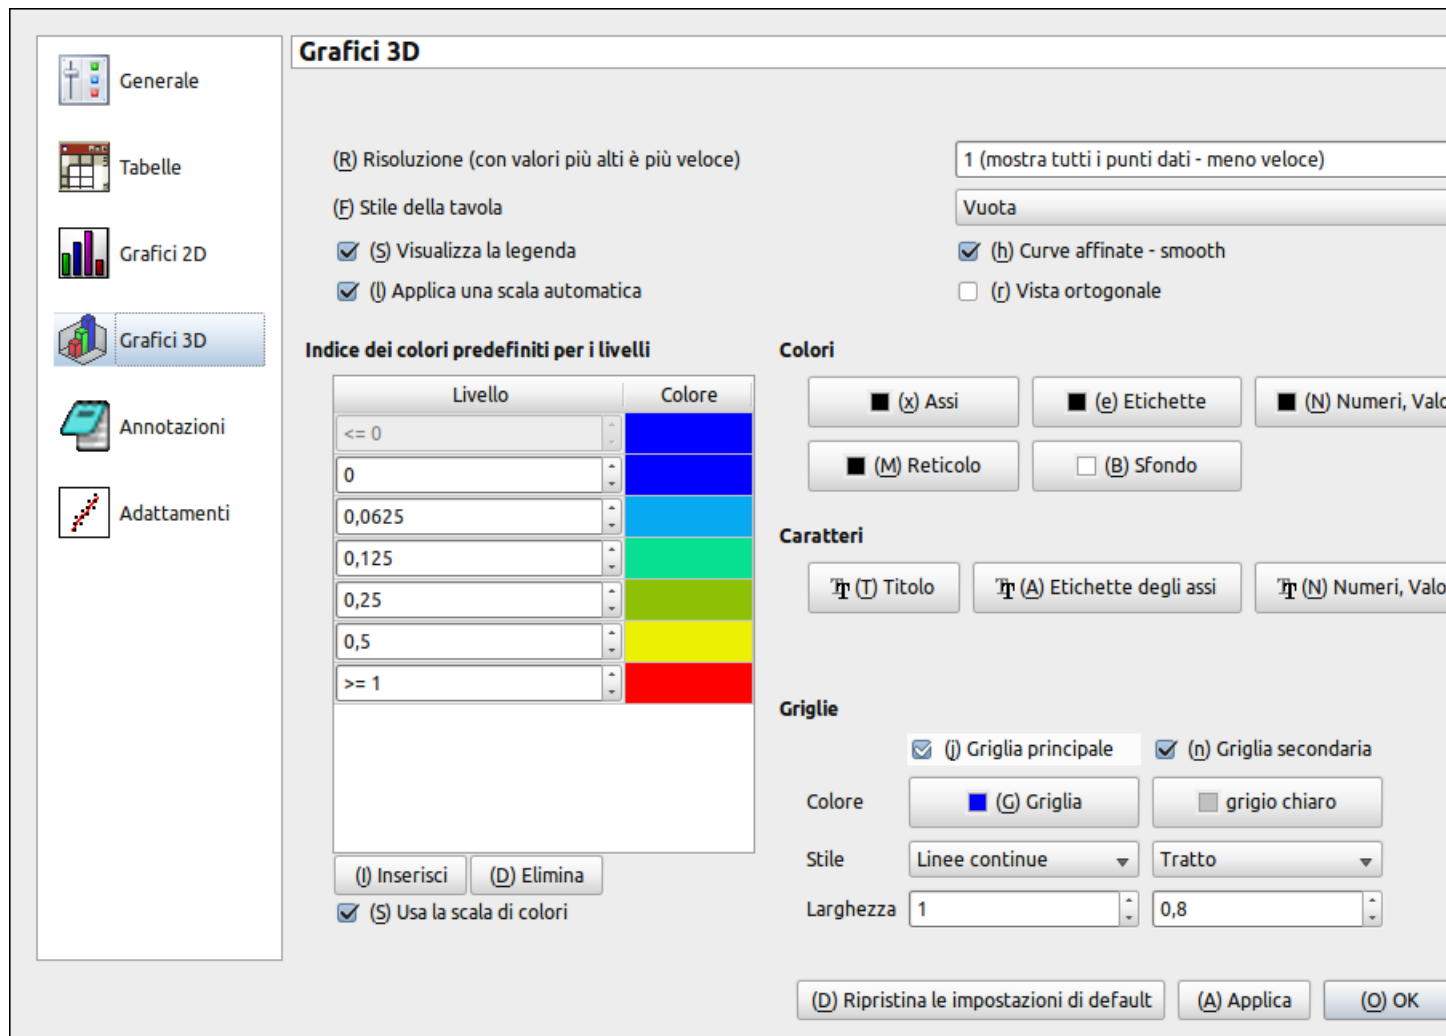 Grafici 3D
Generale
Tabelle
Grafici 2D
Grafici 3D
Annotazioni
Adattamenti
(R) Risoluzione (con valori più alti è più veloce)
1 (mostra tutti i punti dati - meno veloce)
(F) Stile della tavola
Vuota
(S) Visualizza la legenda
(h) Curve affinate - smooth
(l) Applica una scala automatica
(r) Vista ortogonale
Indice dei colori predefiniti per i livelli
Livello Colore
<= 0
0
0,0625
0,125
0,25
0,5
>= 1
(I) Inserisci (D) Elimina
(S) Usa la scala di colori
Colori
(x) Assi (e) Etichette (N) Numeri, Valo
(M) Reticolo (B) Sfondo
Caratteri
(T) Titolo (A) Etichette degli assi (N) Numeri, Valo
Griglie
(j) Griglia principale (n) Griglia secondaria
Colore (G) Griglia grigio chiaro
Stile Linee continue Tratto
Larghezza 1 0,8
(D) Ripristina le impostazioni di default (A) Applica (O) OK